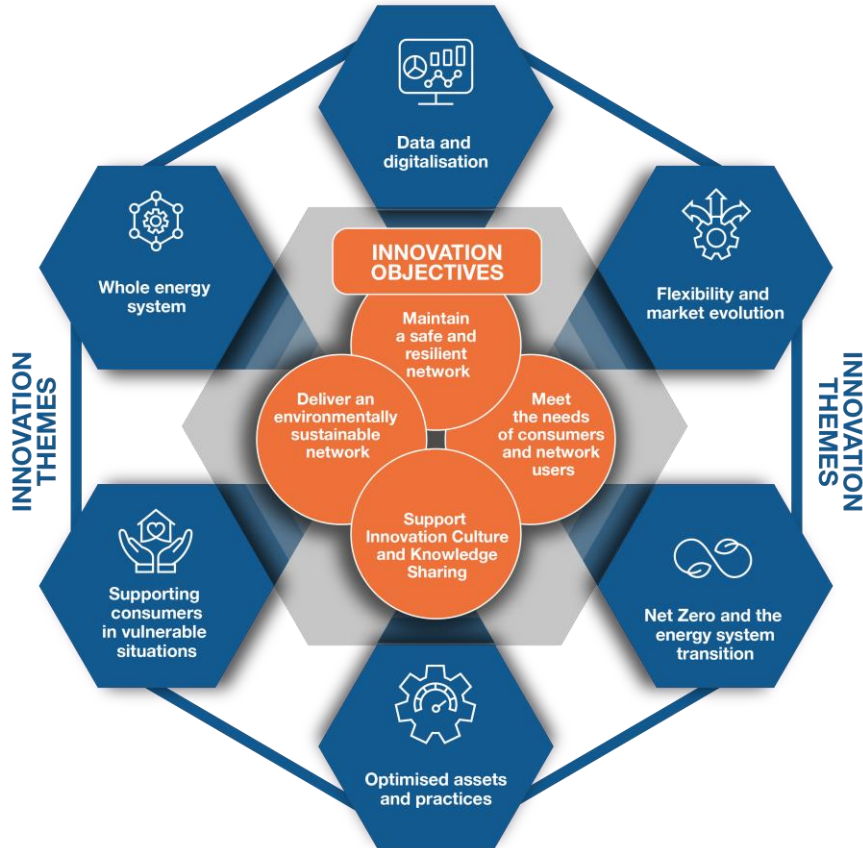 Data and
digitalisation
Whole energy
system
Flexibility and
market evolution
INNOVATION
OBJECTIVES
Maintain
a safe and
resilient
network
Deliver an
environmentally
sustainable
network
Meet
the needs
of consumers
and network
users
Support
Innovation Culture
and Knowledge
Sharing
INNOVATION
THEMES
INNOVATION
THEMES
Supporting
consumers
in vulnerable
situations
Net Zero and the
energy system
transition
Optimised assets
and practices